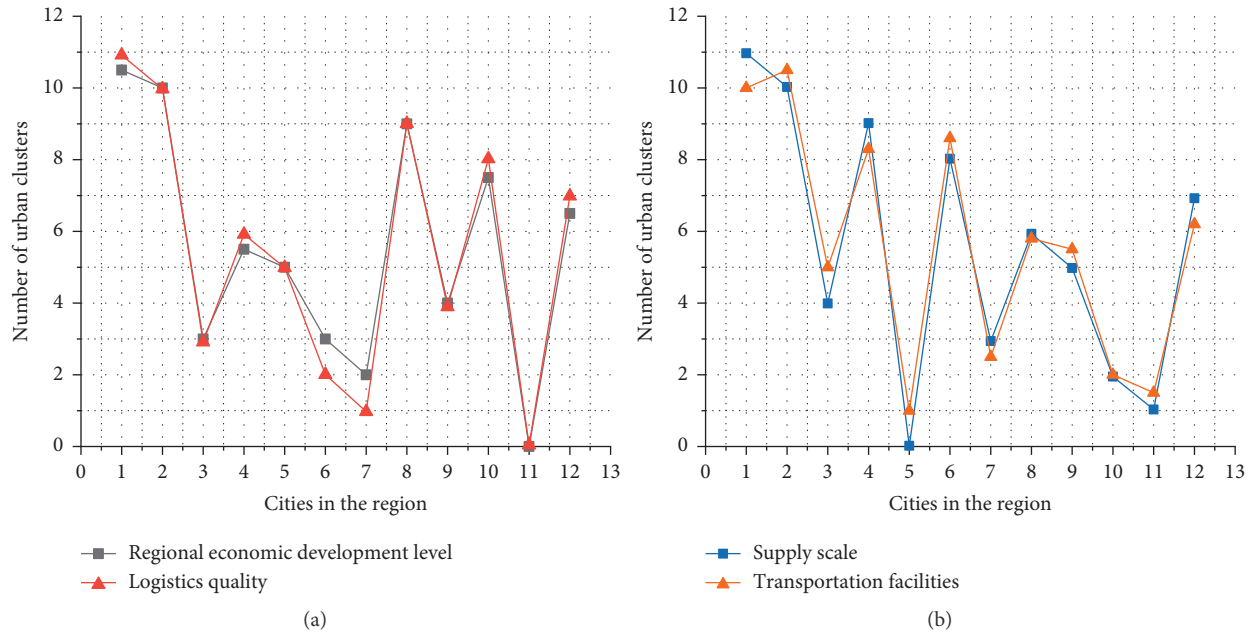 12
10
8
6
4
2
0
Number of urban clusters
0 1 2 3 4 5 6 7 8 9 10 11 12 13
Cities in the region
Regional economic development level
Logistics quality
(a)
12
10
8
6
4
2
0
Number of urban clusters
0 1 2 3 4 5 6 7 8 9 10 11 12 13
Cities in the region
Supply scale
Transportation facilities
(b)